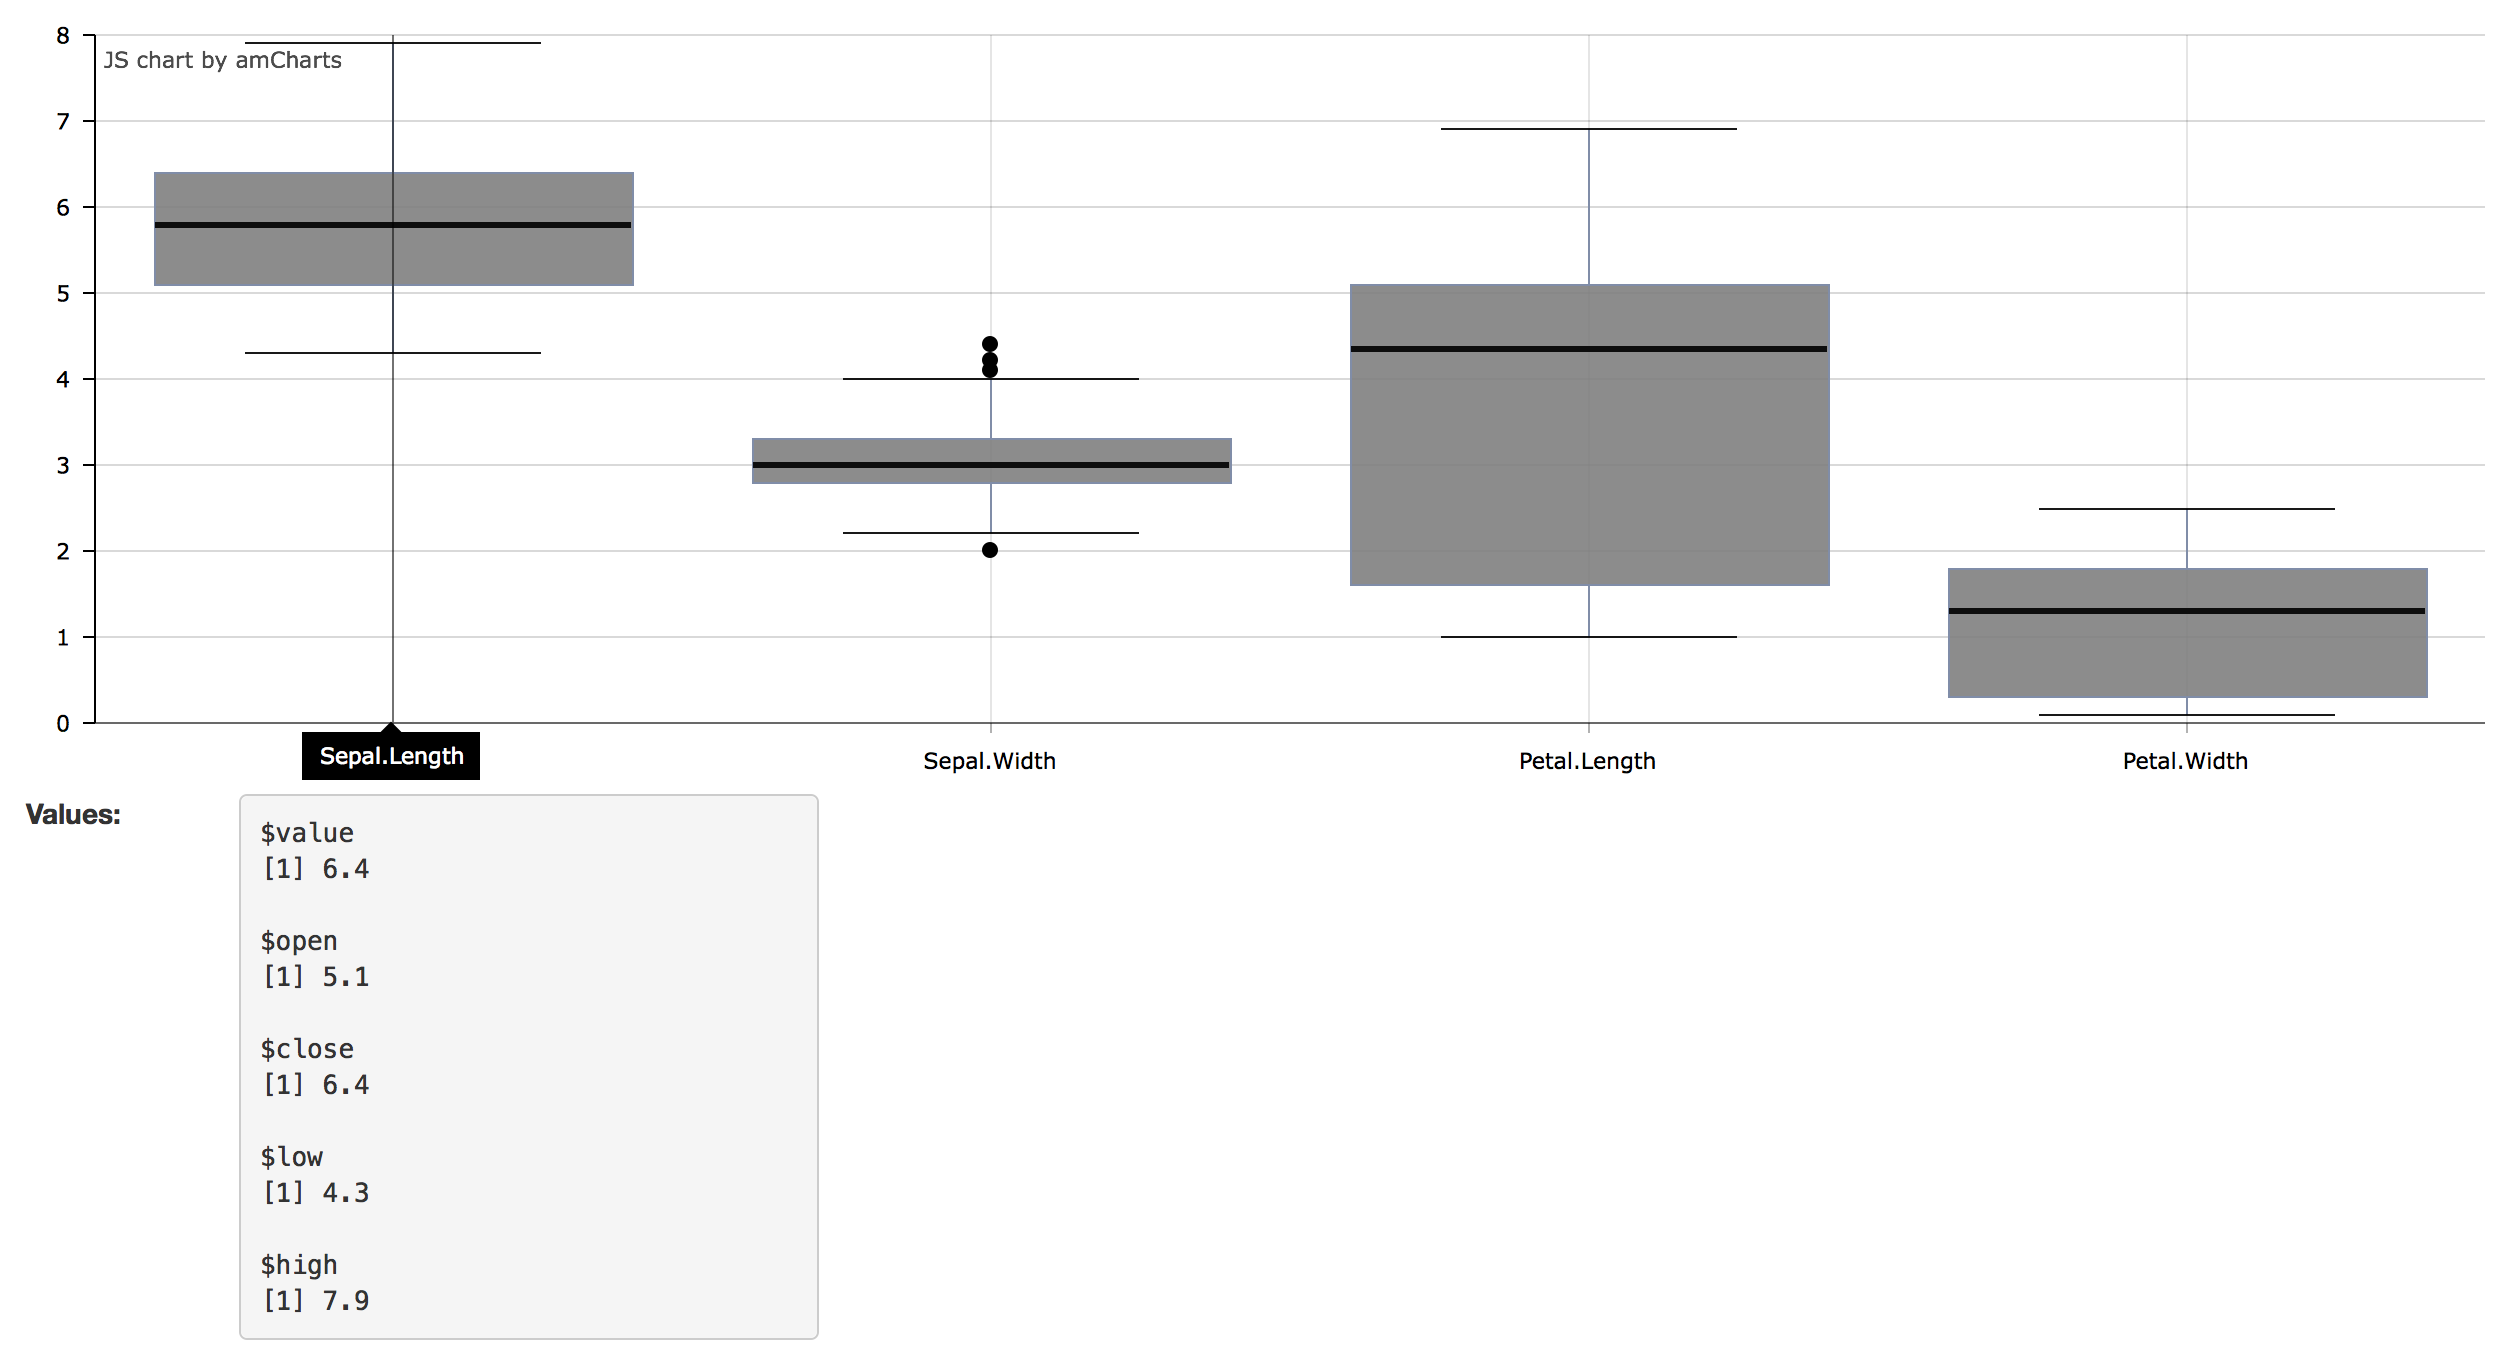 8
JS chart by amCharts
7
6
5
4
3
2
1
0
Sepal.Length
Sepal.Width
Petal.Length
Petal.Width
Values:
$value
[1] 6.4
$open
[1] 5.1
$close
[1] 6.4
$low
[1] 4.3
$high
[1] 7.9